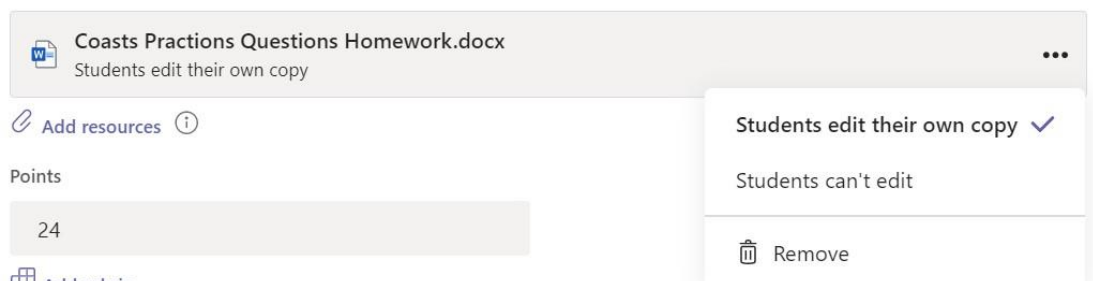 Coasts Practions Questions Homework.docx
Students edit their own copy
Add resources
Students edit their own copy
Points
Students can't edit
24
Remove